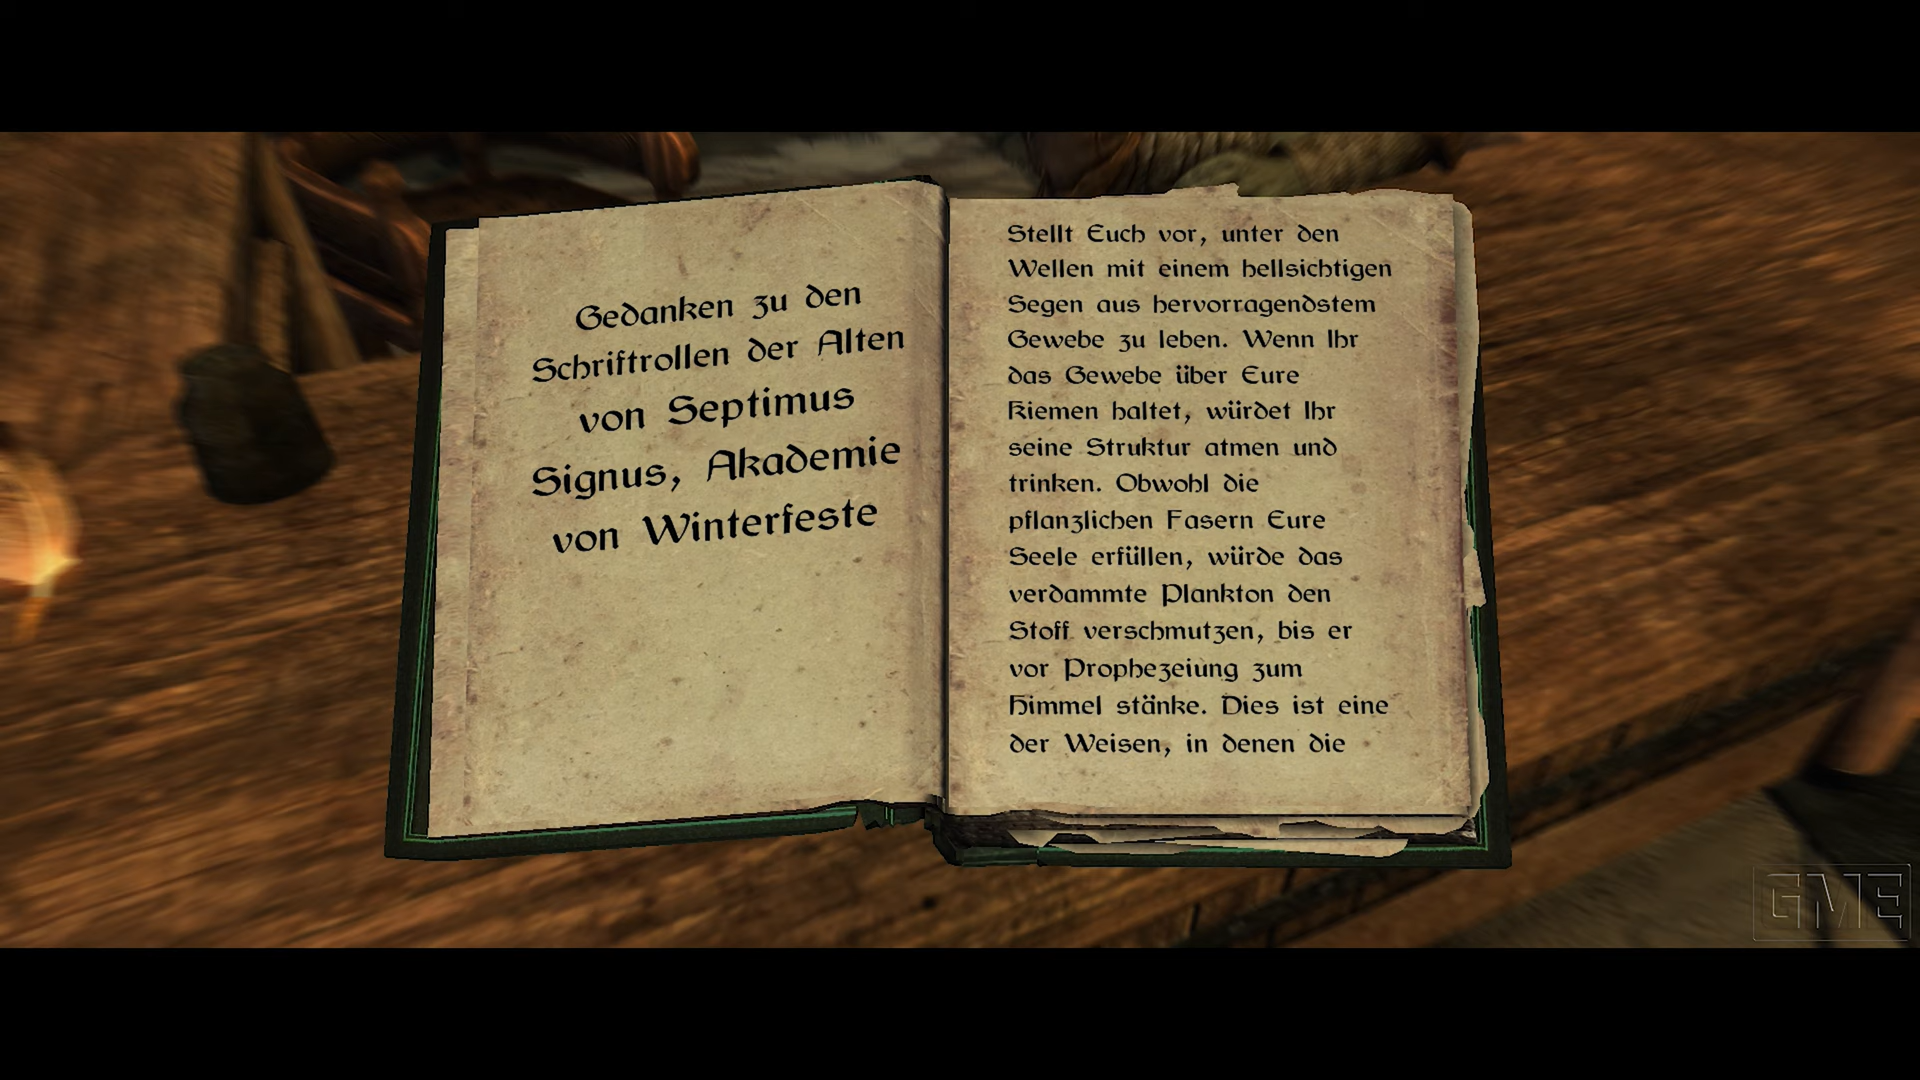 Gedanken zu den
Schriftrollen der Alten
von Septimus
Signus, Akademie
von Winterfeste
Stellt Euch vor, unter den
Wellen mit einem hellsichtigen
Segen aus hervorragendstem
Gewebe zu leben. Wenn Ihr
das Gewebe über Eure
Kiemen haltet, würdet Ihr
seine Struktur atmen und
trinken. Obwohl die
pflanzlichen Fasern Eure
Seele erfüllen, würde das
verdammte Plankton den
Stoff verschmutzen, bis er
vor Prophezeiung zum
Himmel stänke. Dies ist eine
der Weisen, in denen die
GME